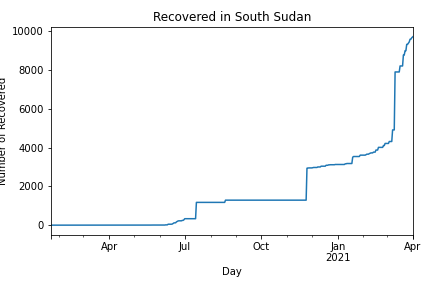 Recovered in South Sudan
10000
8000
6000
4000
2000
0
Number of Recovered
Apr Jul Oct Jan Apr
2021
Day